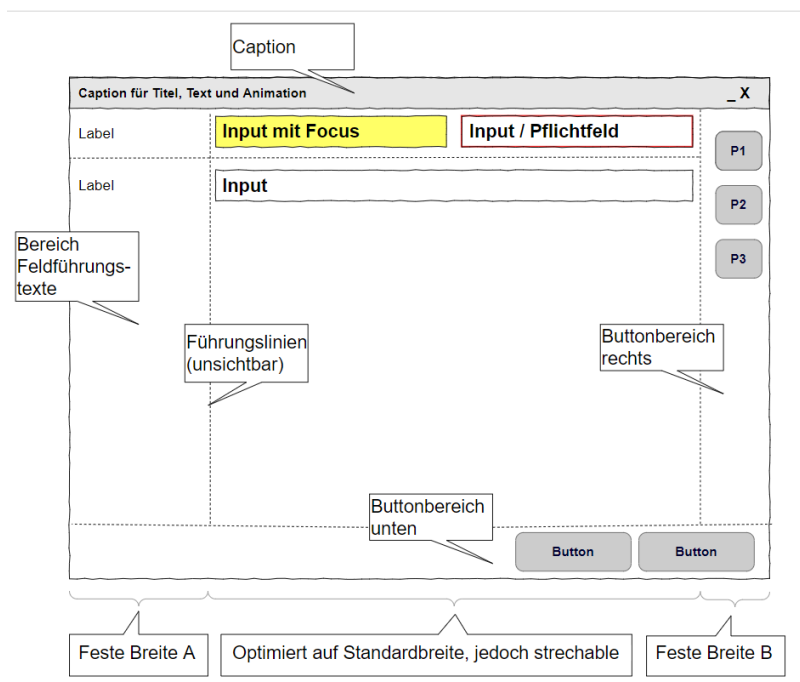 Caption
Caption für Titel, Text und Animation
_ X
Label
Input mit Focus
Input / Pflichtfeld
P1
Label
Input
P2
P3
Bereich
Feldführungs-
texte
Führungslinien
(unsichtbar)
Buttonbereich
rechts
Buttonbereich
unten
Button
Button
Feste Breite A
Optimiert auf Standardbreite, jedoch strechable
Feste Breite B